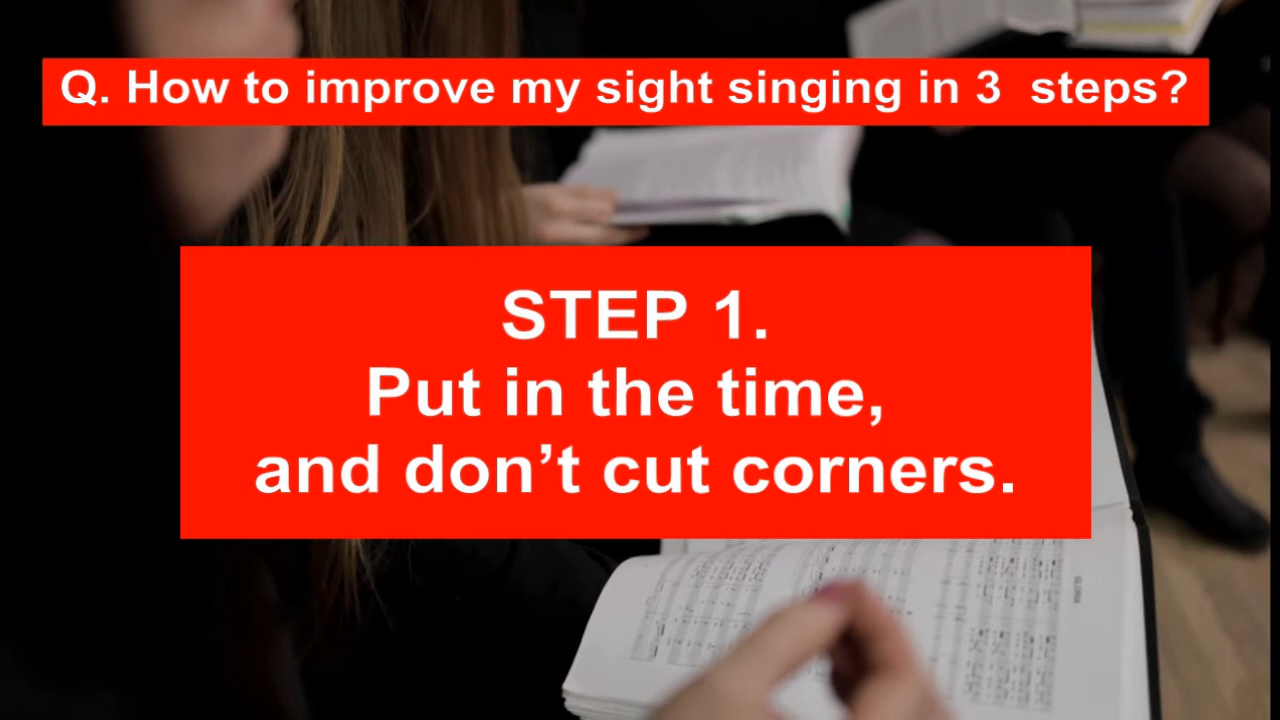 Q. How to improve my sight singing in 3  steps?
STEP 1.
Put in the time,
and don’t cut corners.